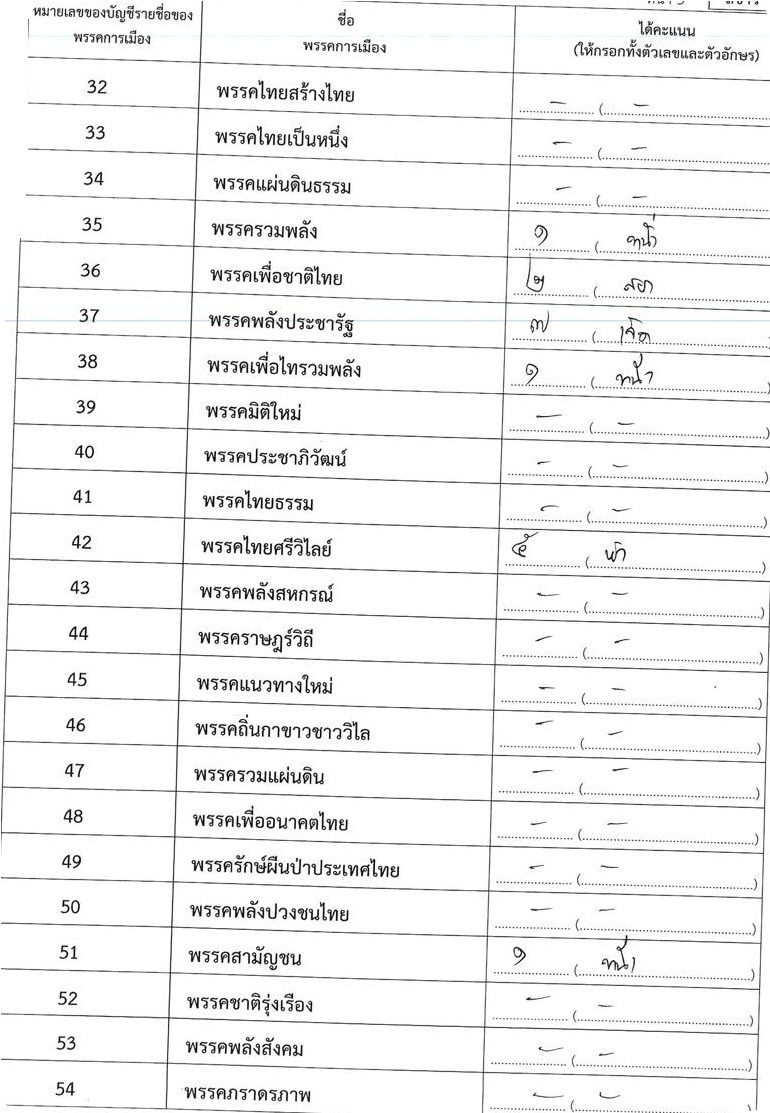 หมายเลขของบัญชีรายชื่อของ
พรรคการเมือง
ชื่อ
พรรคการเมือง
ได้คะแนน
(ให้กรอกทั้งตัวเลขและตัวอักษร)
32 พรรคไทยสร้างไทย - (-
33 พรรคไทยเป็นหนึ่ง - (-
34 พรรคแผ่นดินธรรม - (-
35 พรรครวมพลัง ๑ (
36 พรรคเพื่อชาติไทย ๒ (
37 พรรคพลังประชารัฐ ๗ ( เจ็ด
38 พรรคเพื่อไทรวมพลัง ๑ ( )
39 พรรคมิติใหม่ - (-)
40 พรรคประชาภิวัฒน์ - (-)
41 พรรคไทยธรรม - (-)
42 พรรคไทยศรีวิไลย์ ๕ ( ห้า )
43 พรรคพลังสหกรณ์ - (-)
44 พรรคราษฎร์วิถี - (-)
45 พรรคแนวทางใหม่ - (-)
46 พรรคถิ่นกาขาวชาววิไล - (-)
47 พรรครวมแผ่นดิน - (-)
48 พรรคเพื่ออนาคตไทย - (-)
49 พรรครักษ์ผืนป่าประเทศไทย - (-)
50 พรรคพลังปวงชนไทย - (-)
51 พรรคสามัญชน ๑ ( )
52 พรรคชาติรุ่งเรือง - (-)
53 พรรคพลังสังคม - (-)
54 พรรคภราดรภาพ - (-)